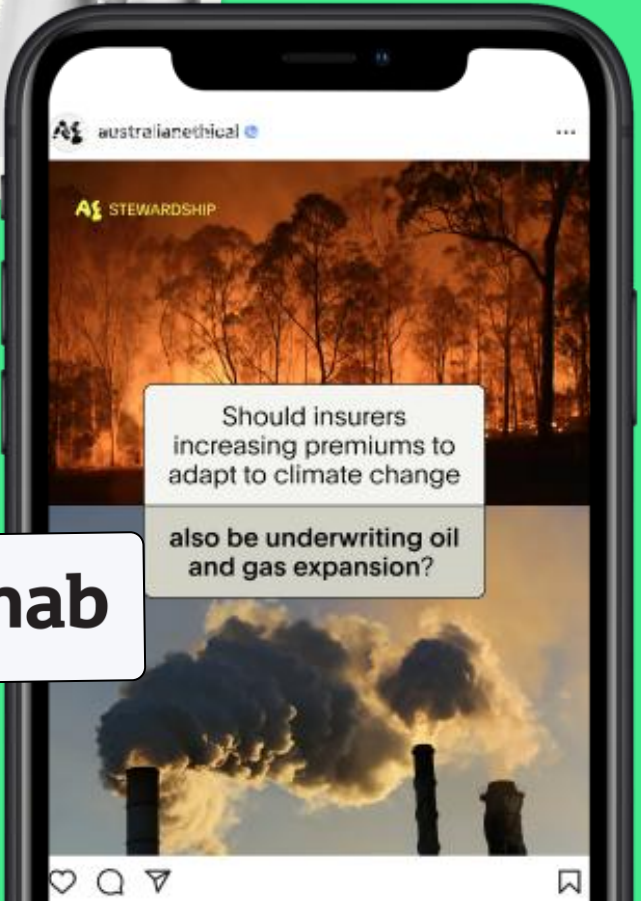 australianethical
STEWARDSHIP
Should insurers
increasing premiums to
adapt to climate change
also be underwriting oil
and gas expansion?
nab